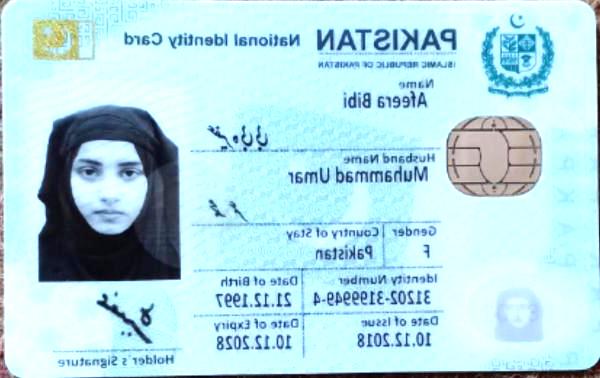 PAKISTAN National Identity Card
ISLAMIC REPUBLIC OF PAKISTAN
Name
Afeera Bibi
Husband Name
Muhammad Umar
Gender Country of Stay
F Pakistan
Identity Number Date of Birth
31202-3199949-4 21.12.1997
Date of Issue Date of Expiry
10.12.2018 10.12.2028
Holder's Signature